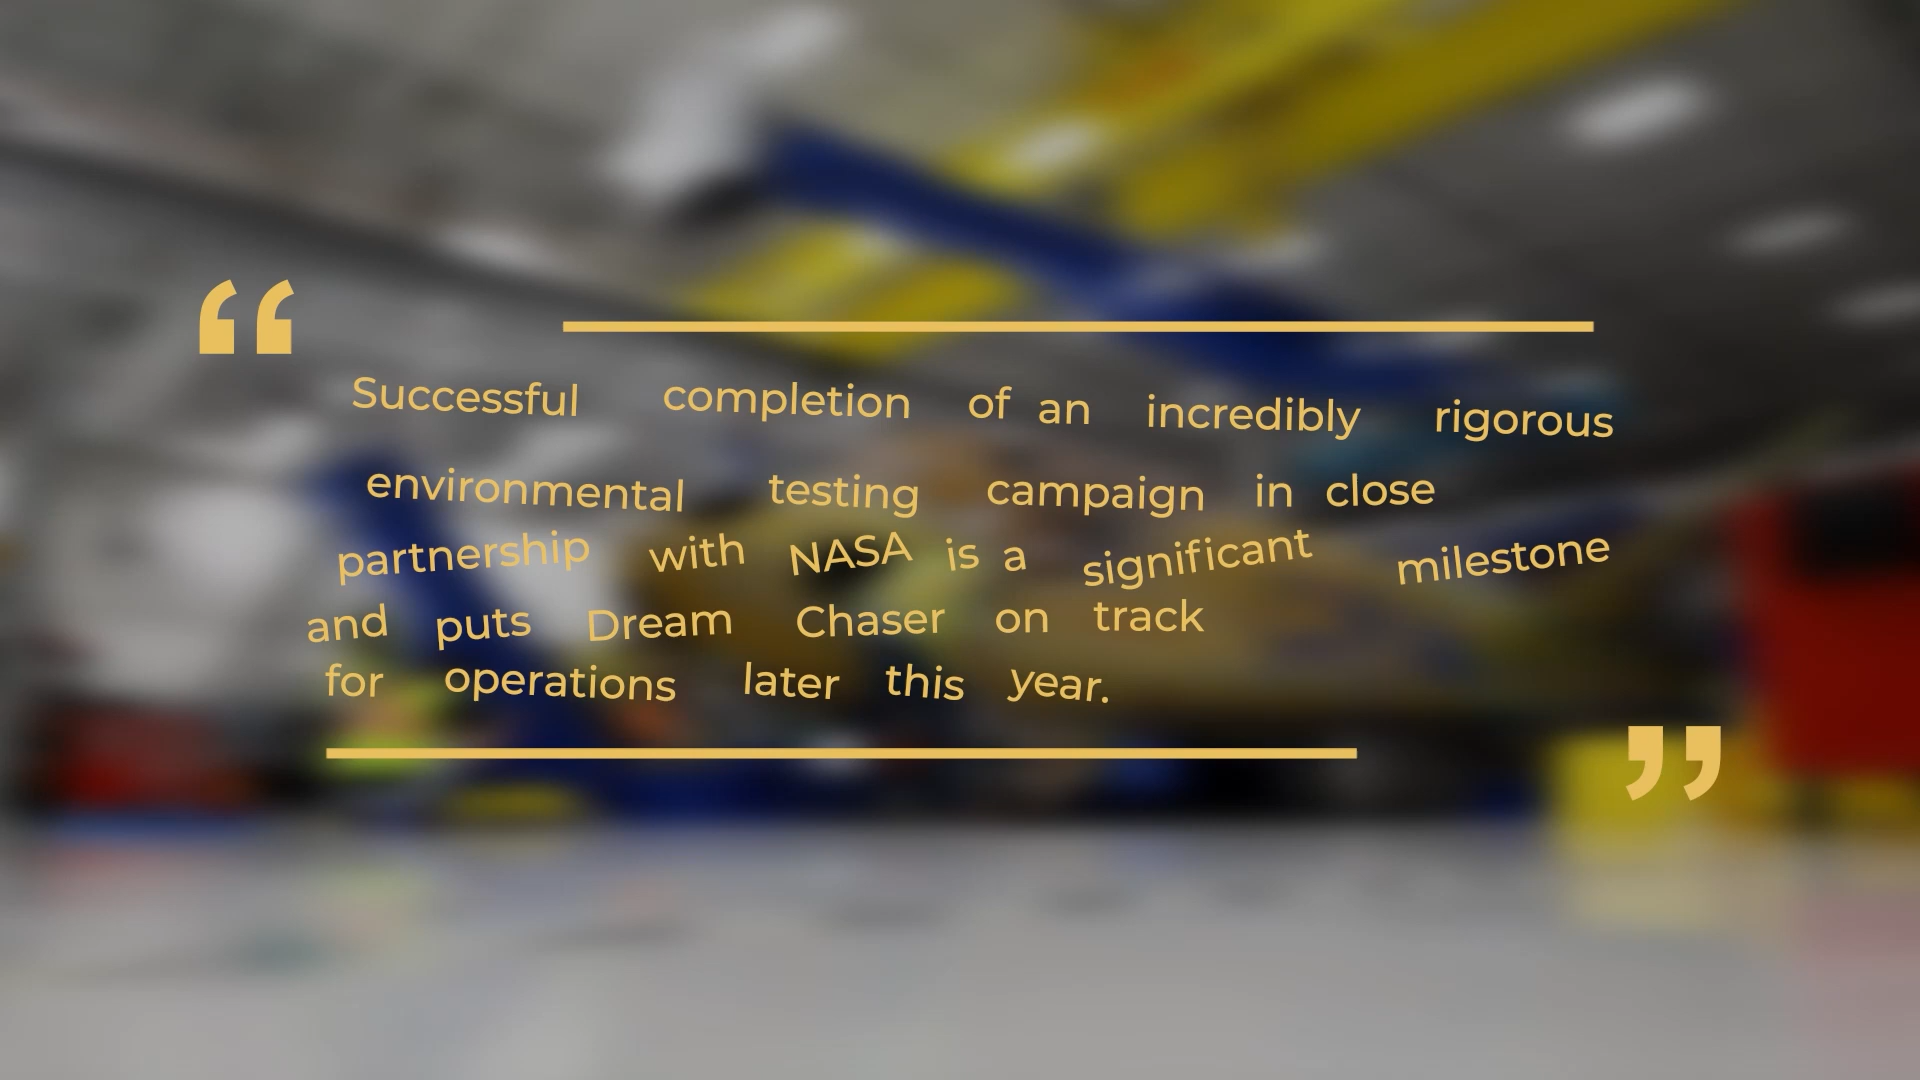 “
Successful completion of an incredibly rigorous
environmental testing campaign in close
partnership with NASA is a significant milestone
and puts Dream Chaser on track
for operations later this year.
”